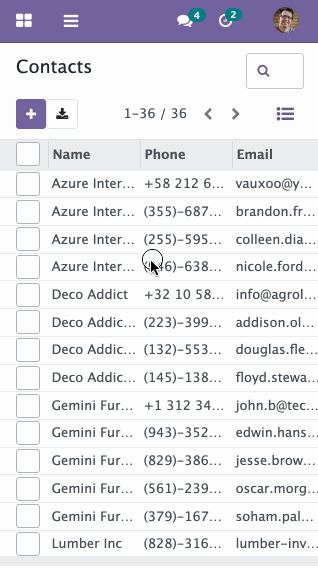 4
2
Contacts
1-36 / 36
Name Phone Email
Azure Inter... +58 212 6... vauxoo@y...
Azure Inter... (355)-687... brandon.fr...
Azure Inter... (255)-595... colleen.dia...
Azure Inter... 46)-638... nicole.ford...
Deco Addict +32 10 58... info@agrol...
Deco Addic... (223)-399... addison.ol...
Deco Addic... (132)-553... douglas.fle...
Deco Addic... (145)-138... floyd.stewa...
Gemini Fur... +1 312 34... john.b@tec...
Gemini Fur... (943)-352... edwin.hans...
Gemini Fur... (829)-386... jesse.brow...
Gemini Fur... (561)-239... oscar.morg...
Gemini Fur... (379)-167... soham.pal...
Lumber Inc (828)-316... lumber-inv...